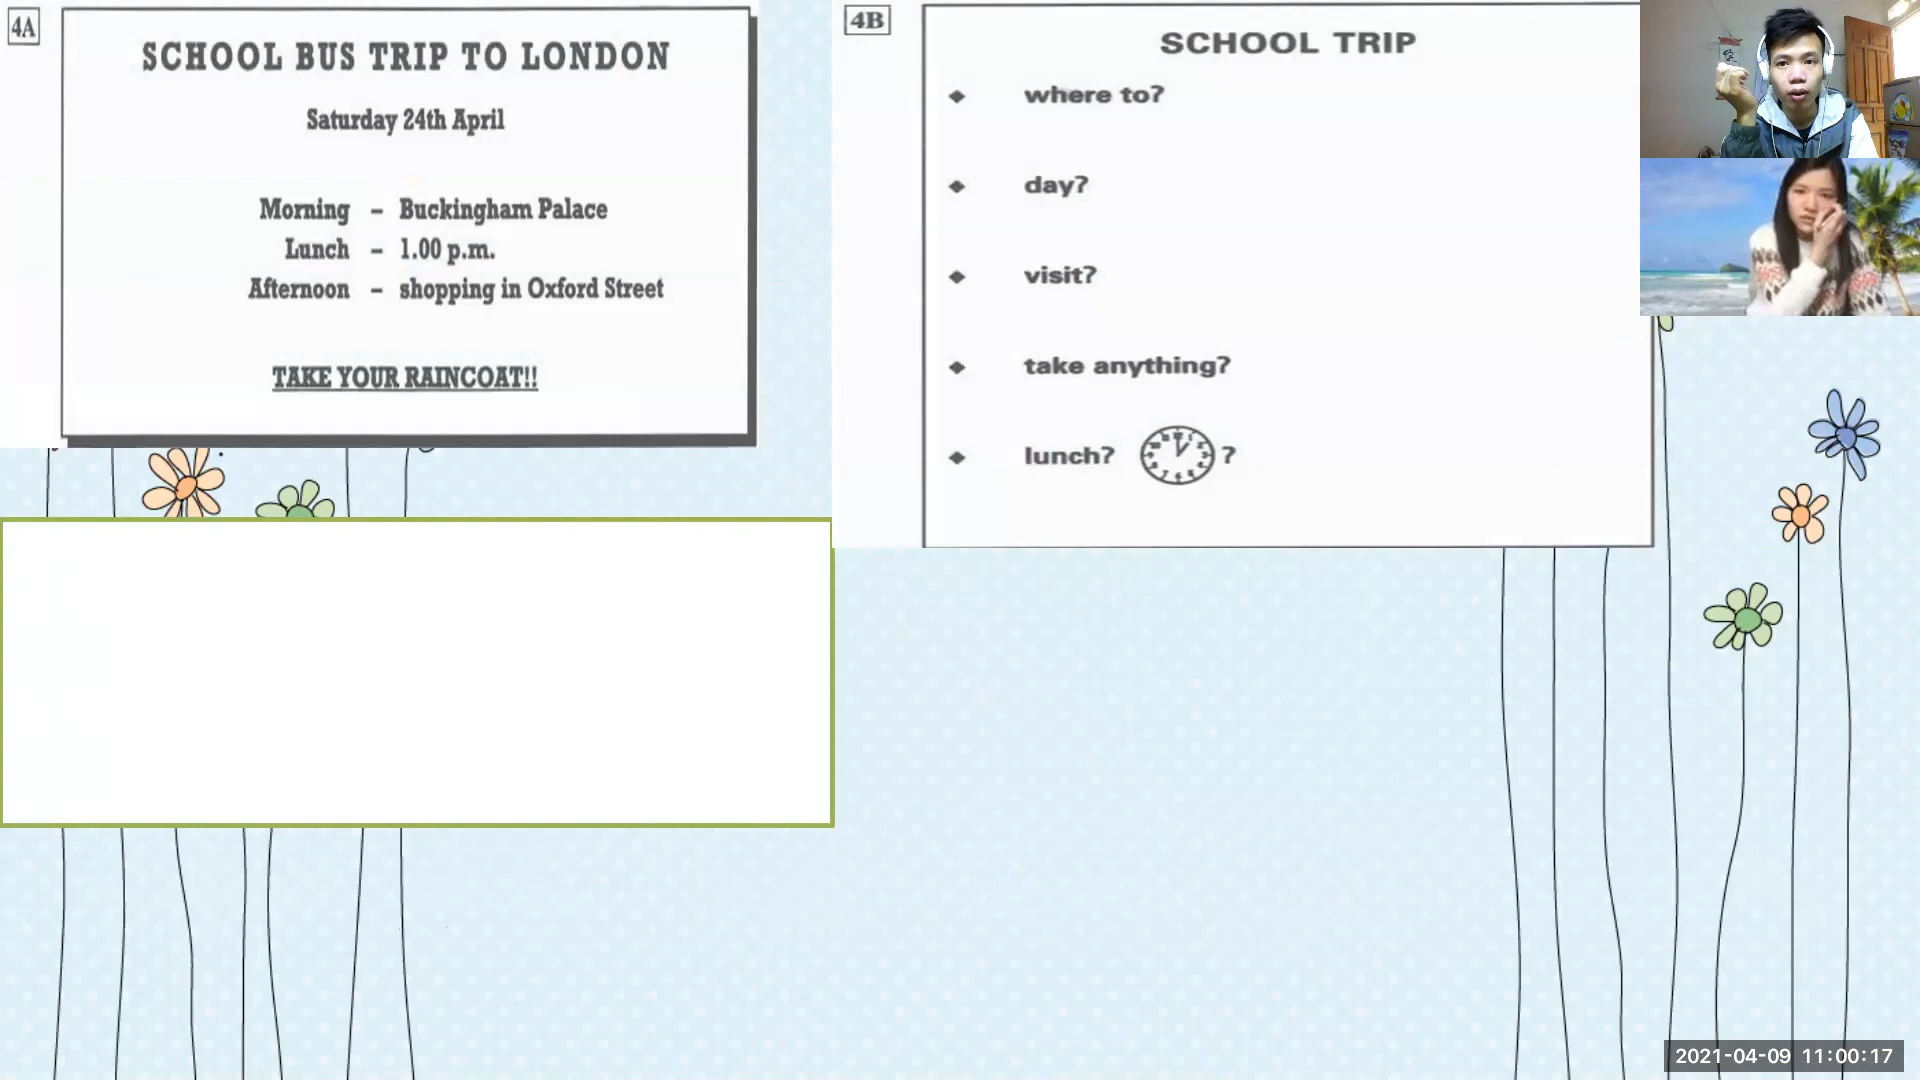 4A
SCHOOL BUS TRIP TO LONDON
Saturday 24th April
Morning – Buckingham Palace
Lunch – 1.00 p.m.
Afternoon – shopping in Oxford Street
TAKE YOUR RAINCOAT!!
4B
SCHOOL TRIP
❖ where to?
❖ day?
❖ visit?
❖ take anything?
❖ lunch? ?
2021-04-09 11:00:17